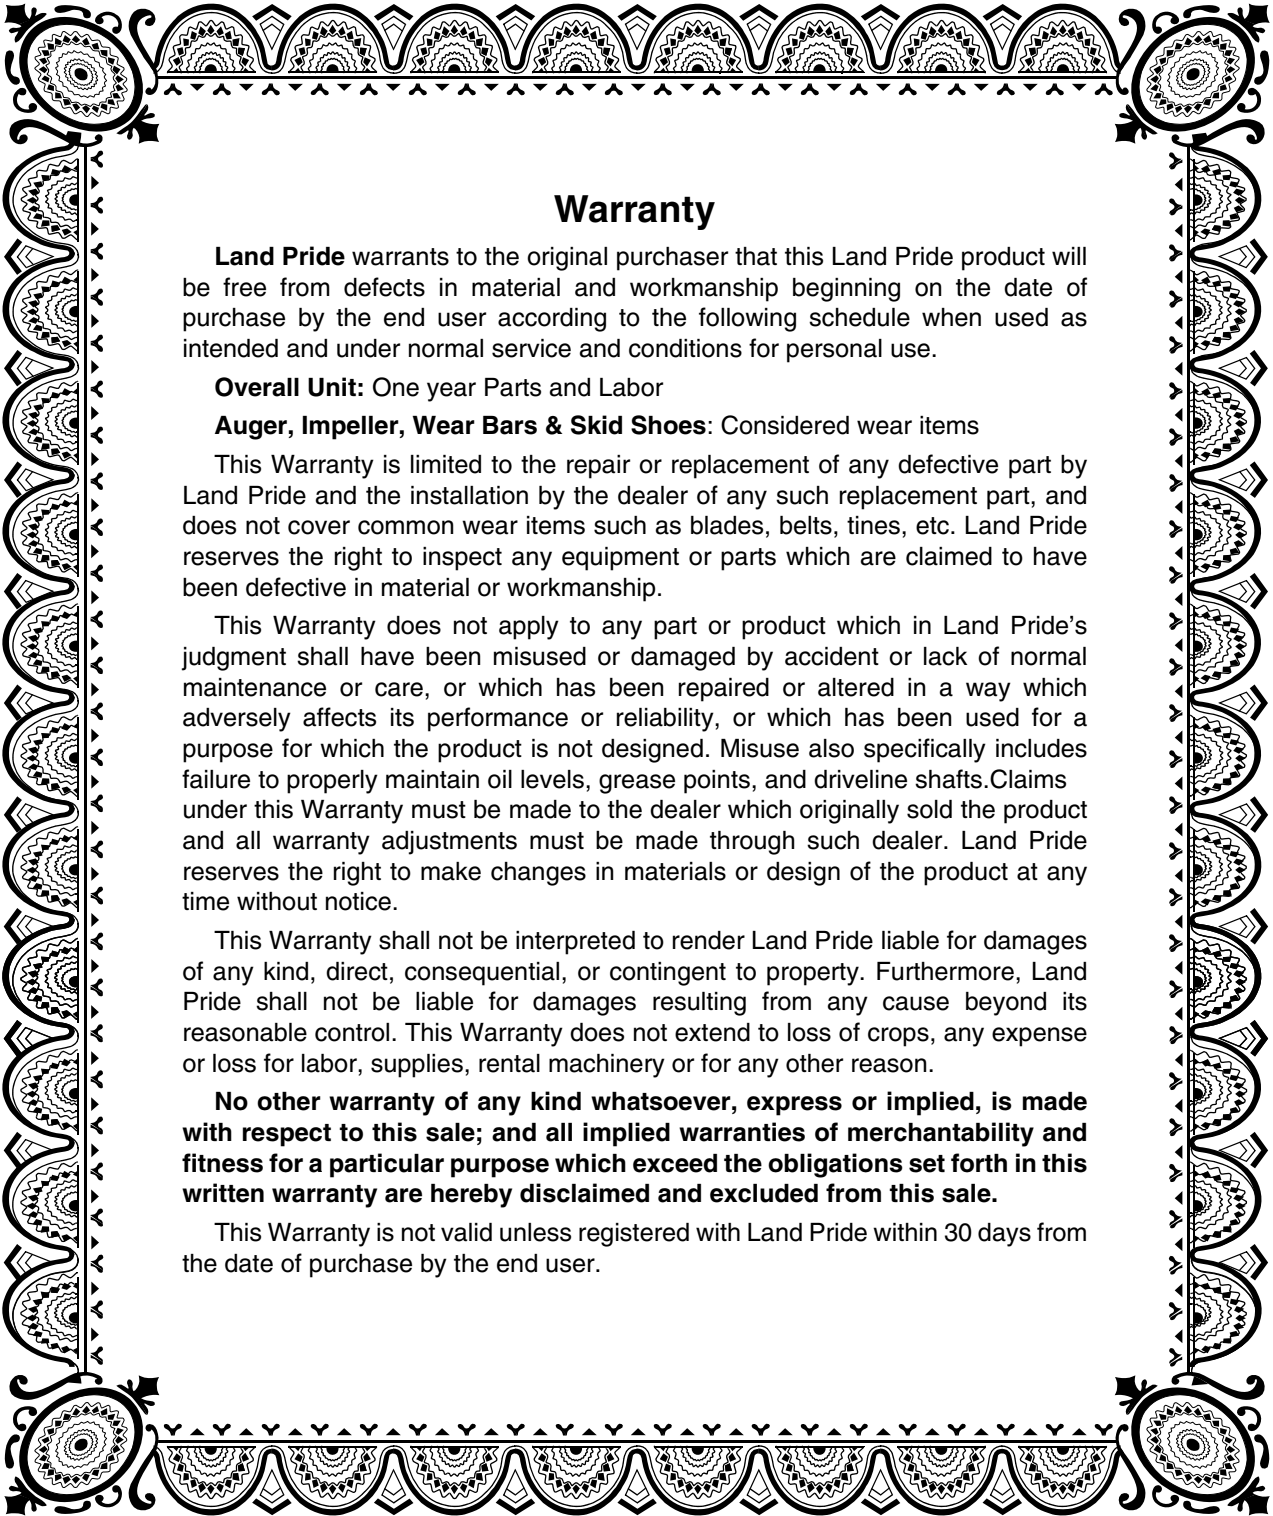 Warranty
Land Pride warrants to the original purchaser that this Land Pride product will
be free from defects in material and workmanship beginning on the date of
purchase by the end user according to the following schedule when used as
intended and under normal service and conditions for personal use.
Overall Unit: One year Parts and Labor
Auger, Impeller, Wear Bars & Skid Shoes: Considered wear items
This Warranty is limited to the repair or replacement of any defective part by
Land Pride and the installation by the dealer of any such replacement part, and
does not cover common wear items such as blades, belts, tines, etc. Land Pride
reserves the right to inspect any equipment or parts which are claimed to have
been defective in material or workmanship.
This Warranty does not apply to any part or product which in Land Pride’s
judgment shall have been misused or damaged by accident or lack of normal
maintenance or care, or which has been repaired or altered in a way which
adversely affects its performance or reliability, or which has been used for a
purpose for which the product is not designed. Misuse also specifically includes
failure to properly maintain oil levels, grease points, and driveline shafts.Claims
under this Warranty must be made to the dealer which originally sold the product
and all warranty adjustments must be made through such dealer. Land Pride
reserves the right to make changes in materials or design of the product at any
time without notice.
This Warranty shall not be interpreted to render Land Pride liable for damages
of any kind, direct, consequential, or contingent to property. Furthermore, Land
Pride shall not be liable for damages resulting from any cause beyond its
reasonable control. This Warranty does not extend to loss of crops, any expense
or loss for labor, supplies, rental machinery or for any other reason.
No other warranty of any kind whatsoever, express or implied, is made
with respect to this sale; and all implied warranties of merchantability and
fitness for a particular purpose which exceed the obligations set forth in this
written warranty are hereby disclaimed and excluded from this sale.
This Warranty is not valid unless registered with Land Pride within 30 days from
the date of purchase by the end user.